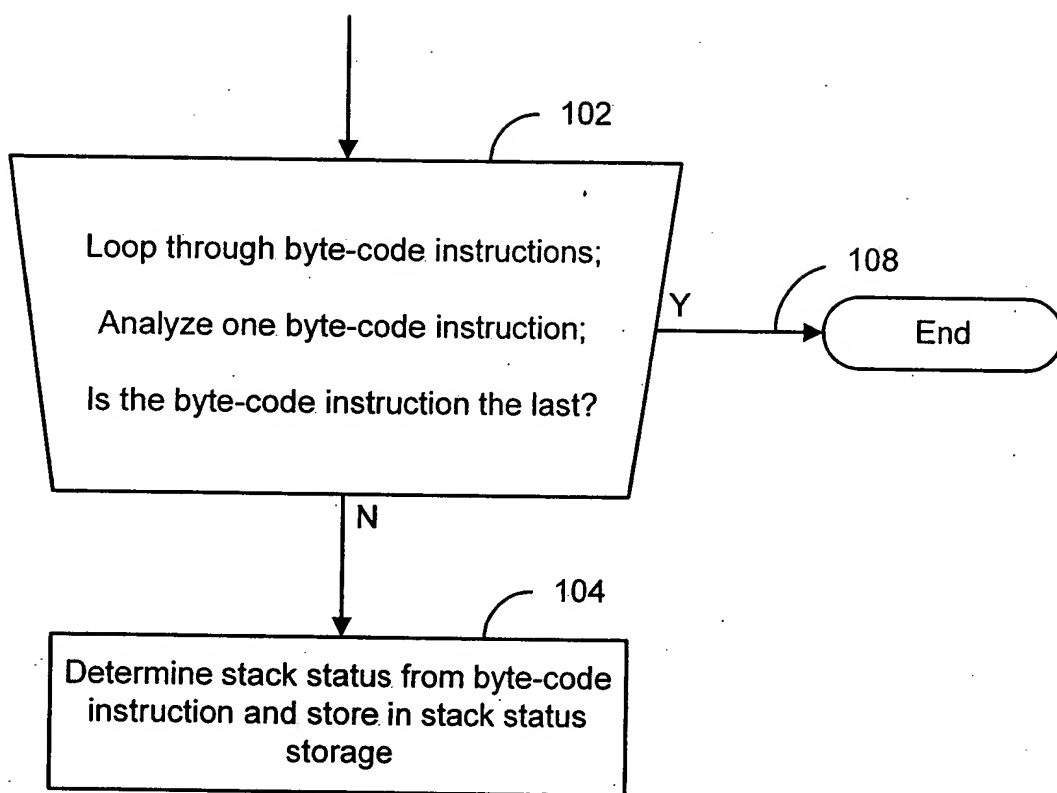 102
Loop through byte-code instructions;
108
Y
Analyze one byte-code instruction;
End
Is the byte-code instruction the last?
N
104
Determine stack status from byte-code
instruction and store in stack status
storage